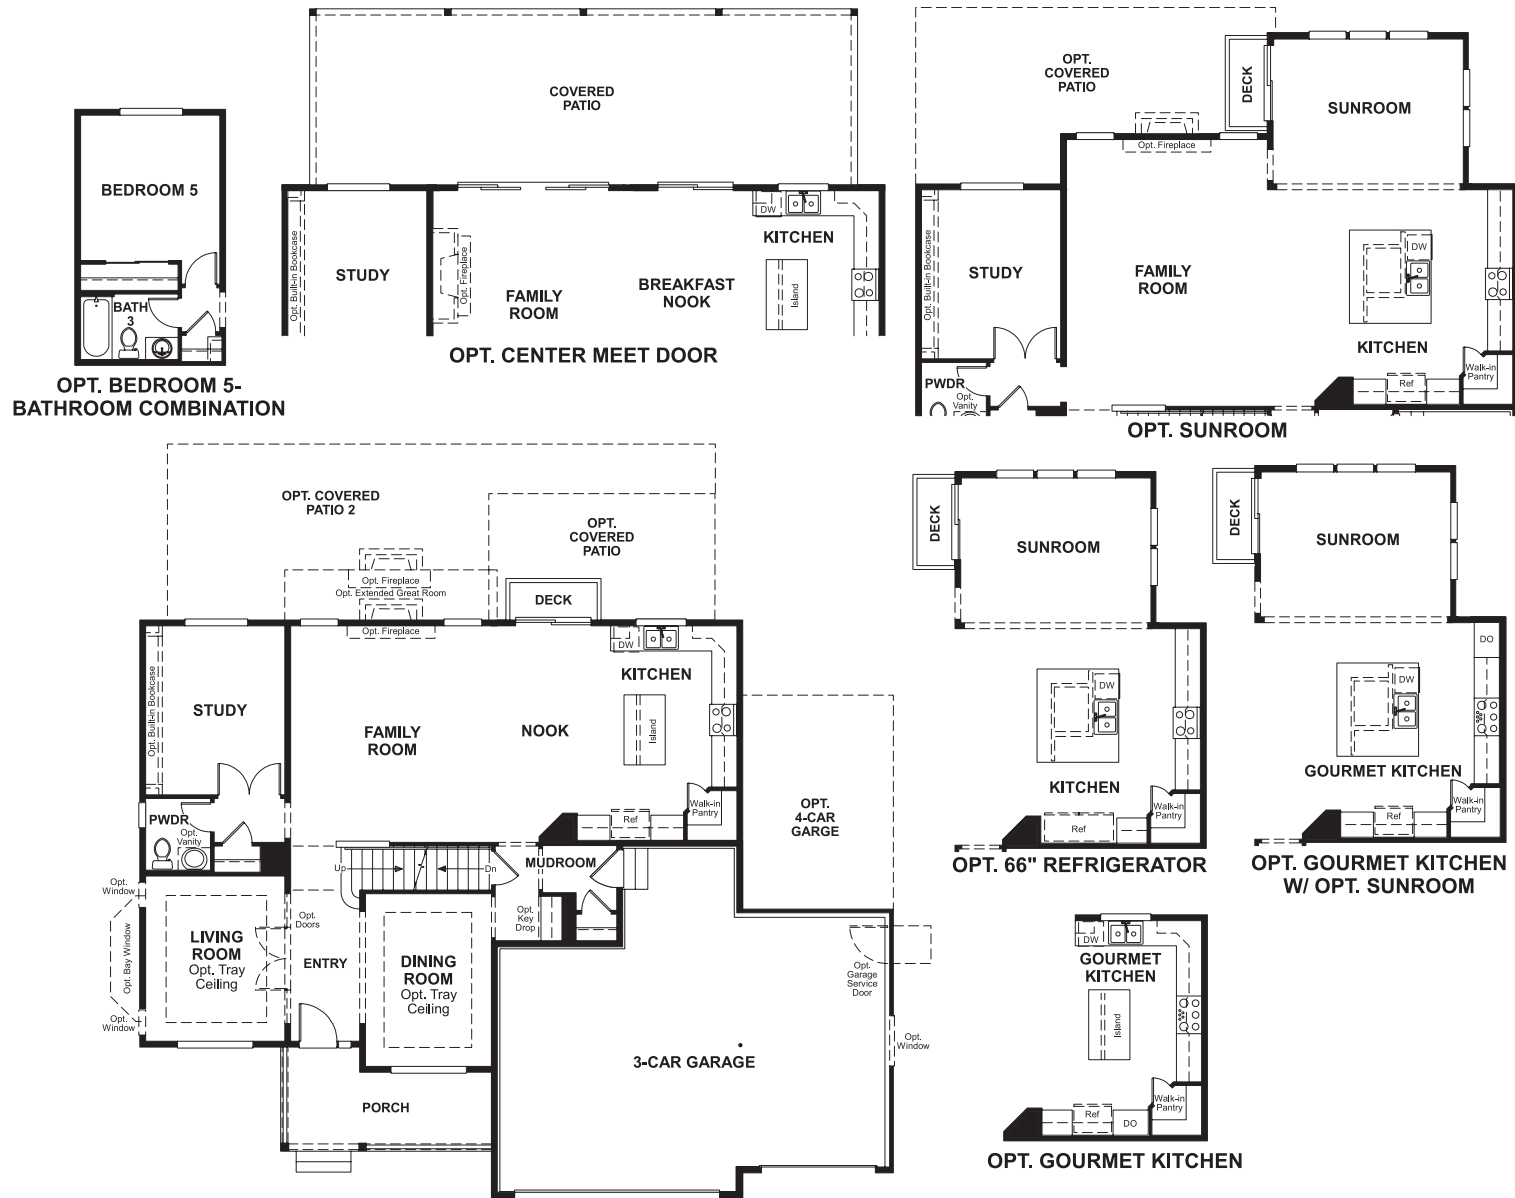 BEDROOM 5
BATH
3
OPT. BEDROOM 5-
BATHROOM COMBINATION
COVERED
PATIO
Opt. Built-in Bookcase
STUDY
Opt. Fireplace
FAMILY
ROOM
BREAKFAST
NOOK
DW
KITCHEN
Island
OPT. CENTER MEET DOOR
OPT.
COVERED
PATIO
DECK
SUNROOM
Opt. Fireplace
Opt. Built-in Bookcase
STUDY
FAMILY
ROOM
DW
KITCHEN
PWDR
Opt.
Vanity
Ref
Walk-in
Pantry
OPT. SUNROOM
OPT. COVERED
PATIO 2
OPT.
COVERED
PATIO
Opt. Fireplace
Opt. Extended Great Room
DECK
Opt. Fireplace
DW
KITCHEN
Opt. Built-in Bookcase
STUDY
FAMILY
ROOM
NOOK
Island
PWDR
Opt.
Vanity
Ref
Walk-in
Pantry
OPT.
4-CAR
GARGE
Up
Dn
MUDROOM
Opt.
Window
Opt. Bay Window
Opt.
Window
LIVING
ROOM
Opt. Tray
Ceiling
Opt.
Doors
ENTRY
DINING
ROOM
Opt. Tray
Ceiling
Opt.
Key
Drop
Opt.
Garage
Service
Door
Opt.
Window
3-CAR GARAGE
PORCH
DECK
SUNROOM
DW
KITCHEN
Ref
Walk-in
Pantry
OPT. 66" REFRIGERATOR
DECK
SUNROOM
DO
DW
GOURMET KITCHEN
Ref
Walk-in
Pantry
OPT. GOURMET KITCHEN
W/ OPT. SUNROOM
DW
GOURMET
KITCHEN
Island
Ref
DO
Walk-in
Pantry
OPT. GOURMET KITCHEN